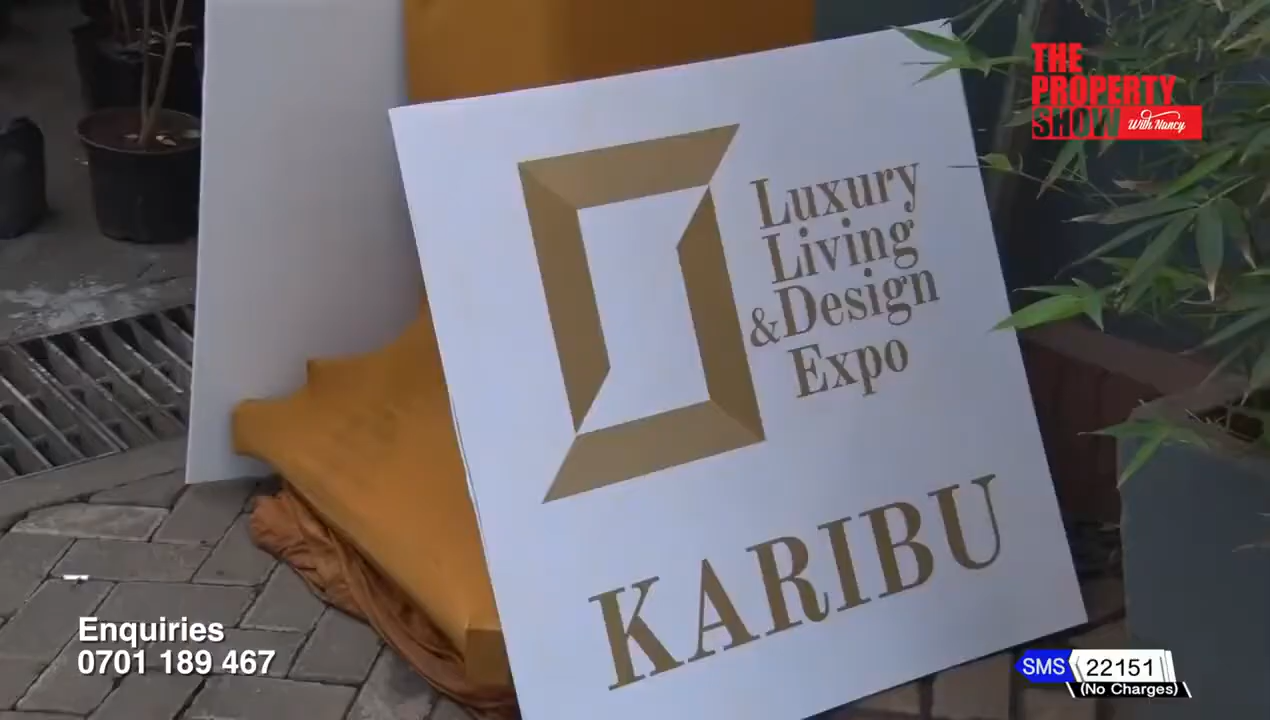 THE
PROPERTY
SHOW With Nancy
Luxury
Living
&Design
Expo
KARIBU
Enquiries
0701 189 467
SMS 22151
(No Charges)